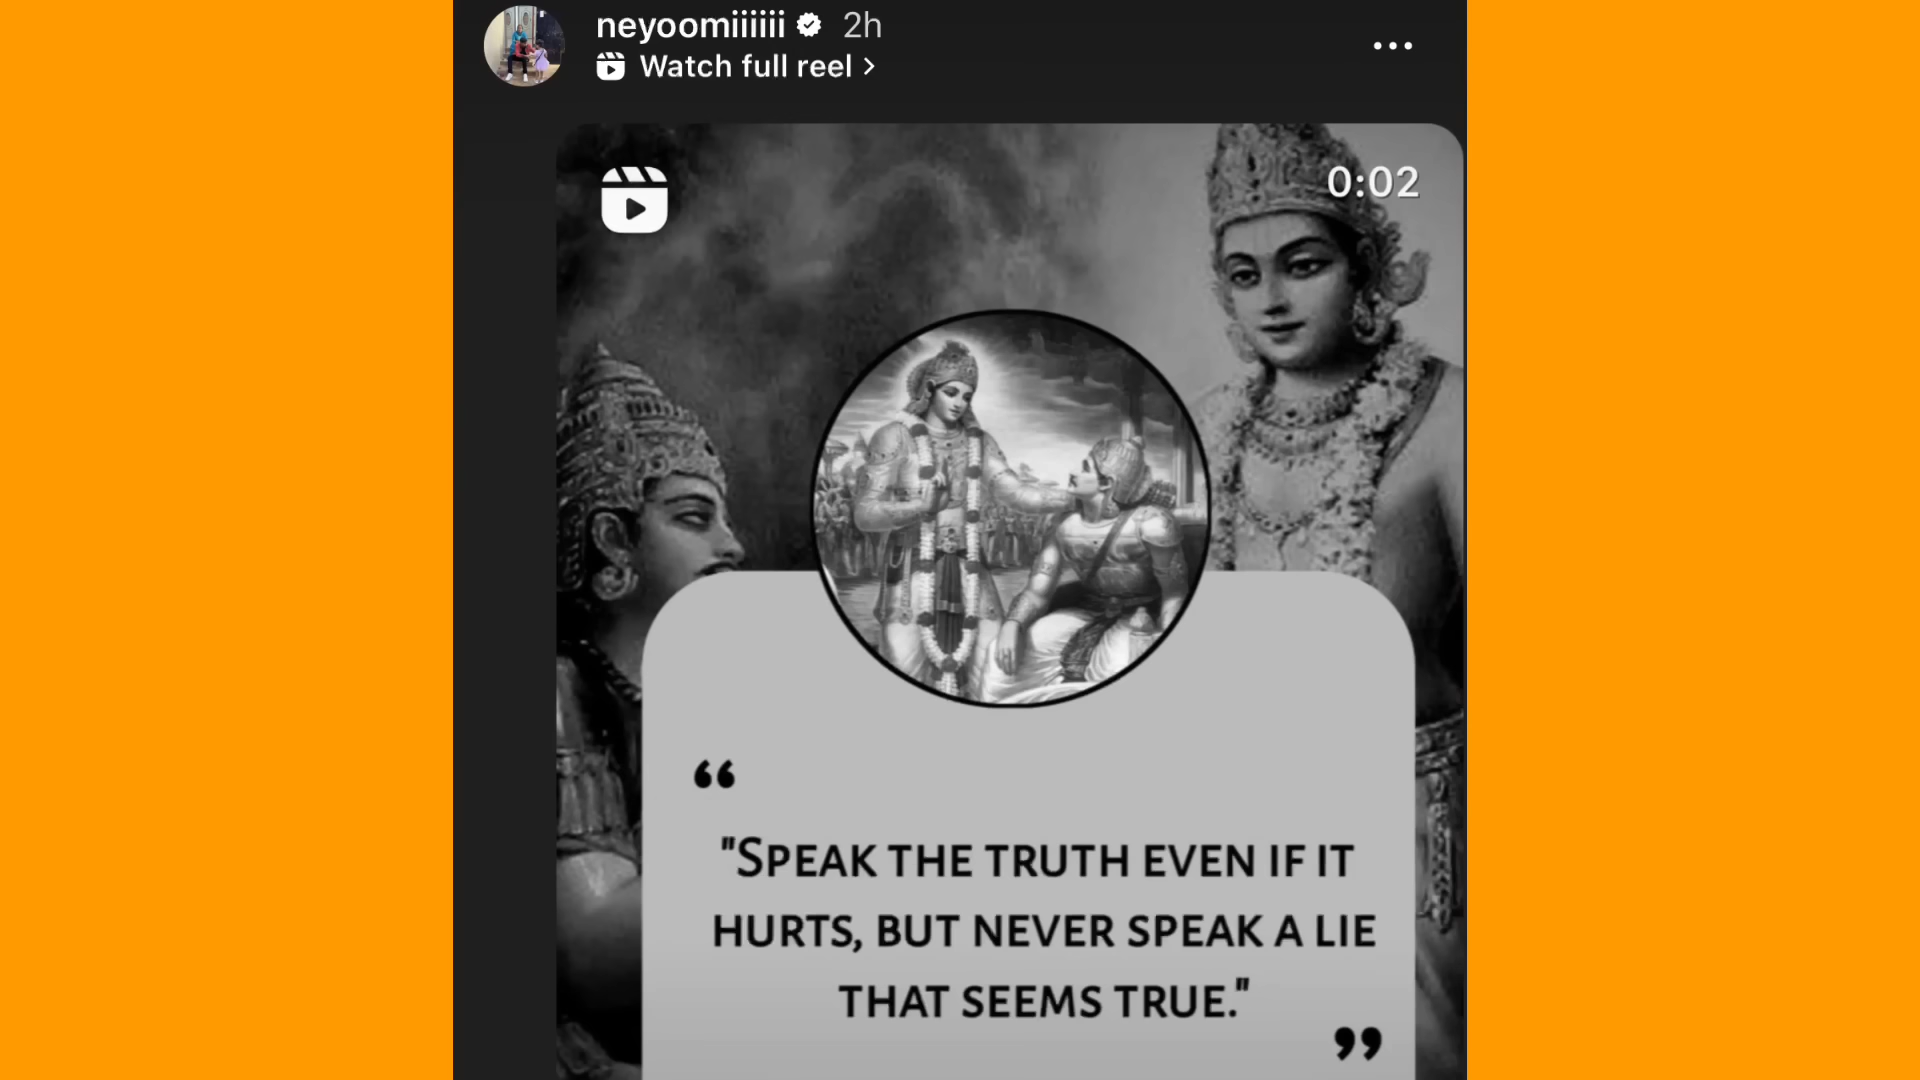 neyoomiiiiii 2h
Watch full reel >
0:02
“
"SPEAK THE TRUTH EVEN IF IT
HURTS, BUT NEVER SPEAK A LIE
THAT SEEMS TRUE."
”